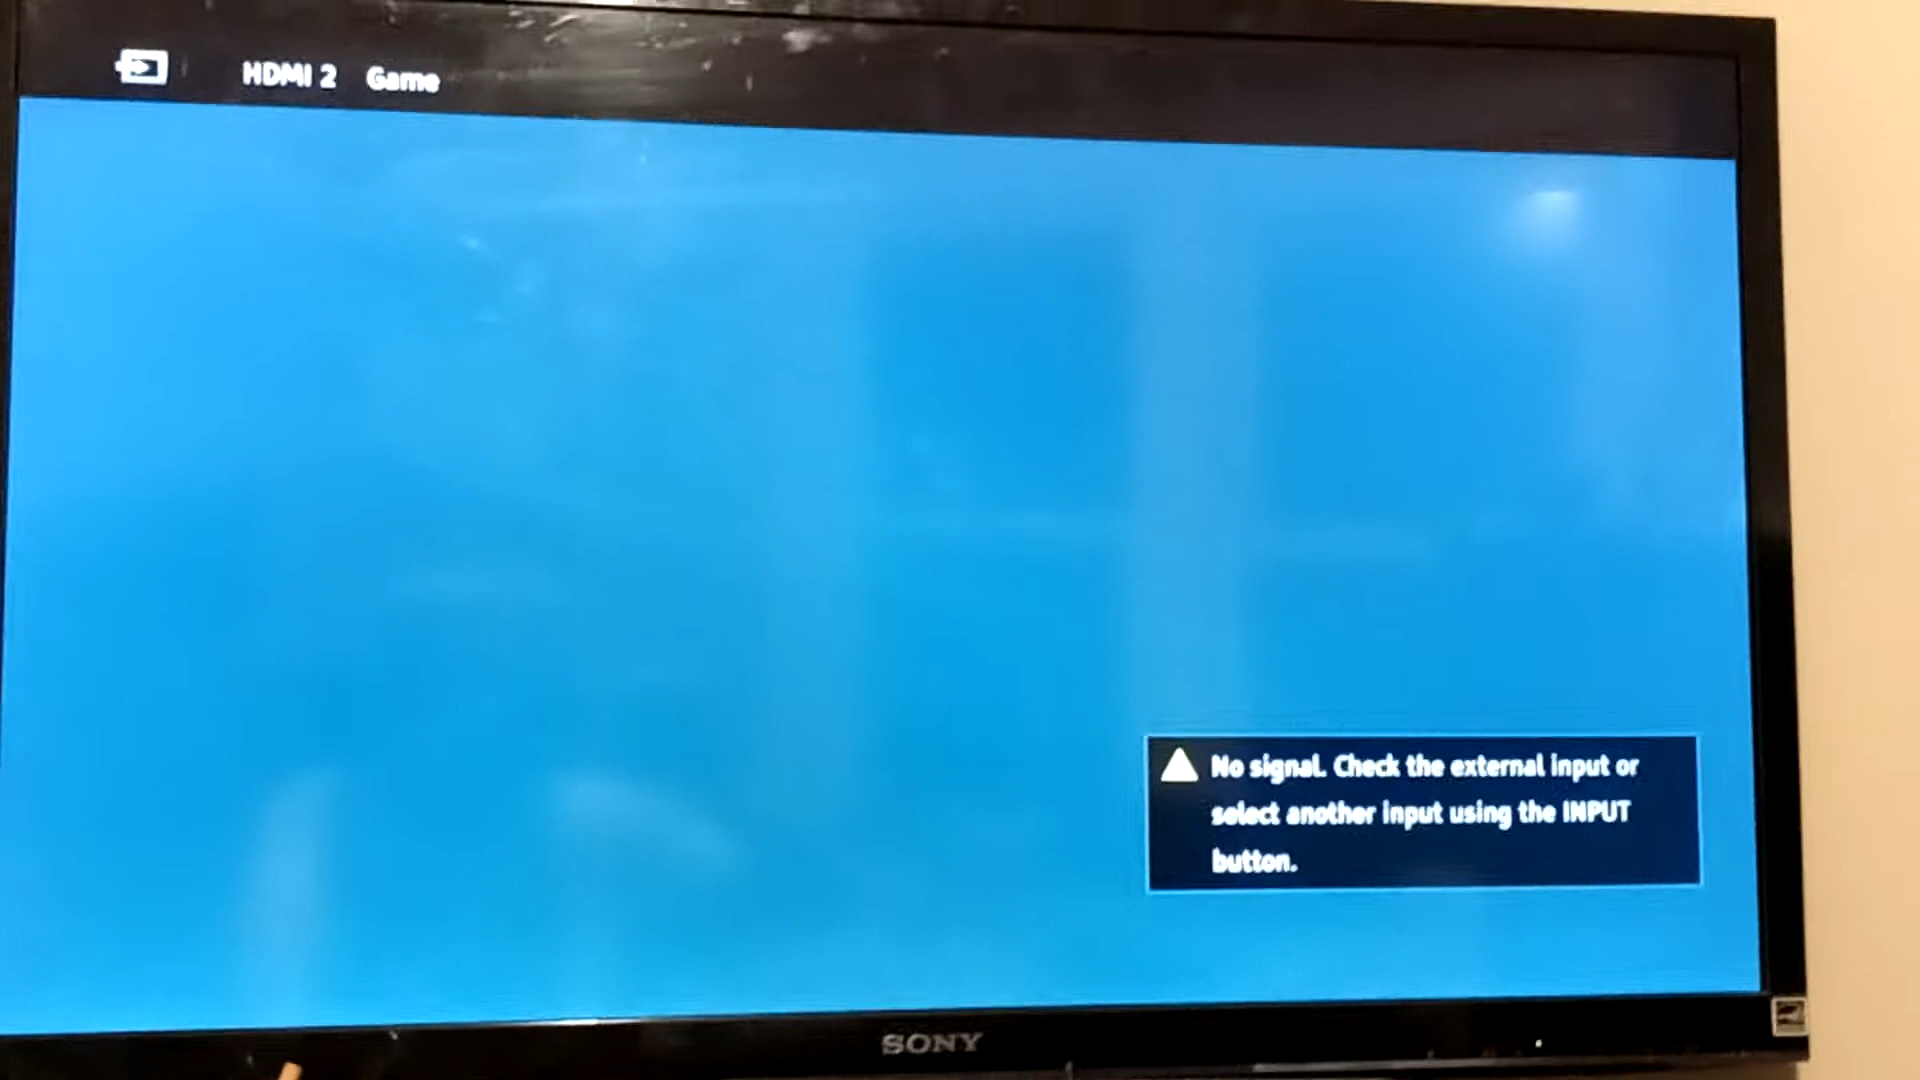 HDMI 2 Game
No signal. Check the external input or
select another input using the INPUT
button.
SONY